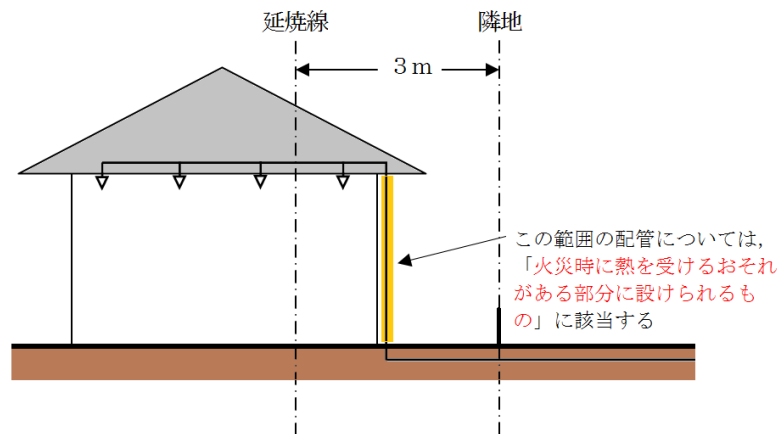 延焼線
隣地
3m
この範囲の配管については,
「火災時に熱を受けるおそれ
がある部分に設けられるも
の」に該当する